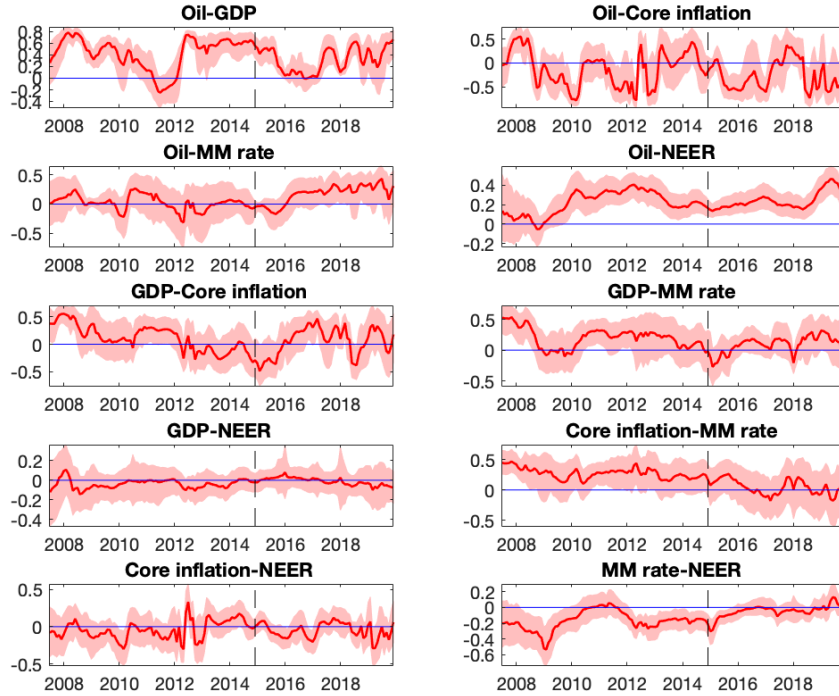 Oil-GDP
0.8
0.6
0.4
0.2
0
-0.2
-0.4
2008 2010 2012 2014 2016 2018
Oil-Core inflation
0.5
0
-0.5
2008 2010 2012 2014 2016 2018
Oil-MM rate
0.5
0
-0.5
2008 2010 2012 2014 2016 2018
Oil-NEER
0.4
0.2
0
-0.2
2008 2010 2012 2014 2016 2018
GDP-Core inflation
0.5
0
-0.5
2008 2010 2012 2014 2016 2018
GDP-MM rate
0.5
0
-0.5
2008 2010 2012 2014 2016 2018
GDP-NEER
0.2
0
-0.2
-0.4
2008 2010 2012 2014 2016 2018
Core inflation-MM rate
0.5
0
-0.5
2008 2010 2012 2014 2016 2018
Core inflation-NEER
0.5
0
-0.5
2008 2010 2012 2014 2016 2018
MM rate-NEER
0.2
0
-0.2
-0.4
-0.6
2008 2010 2012 2014 2016 2018